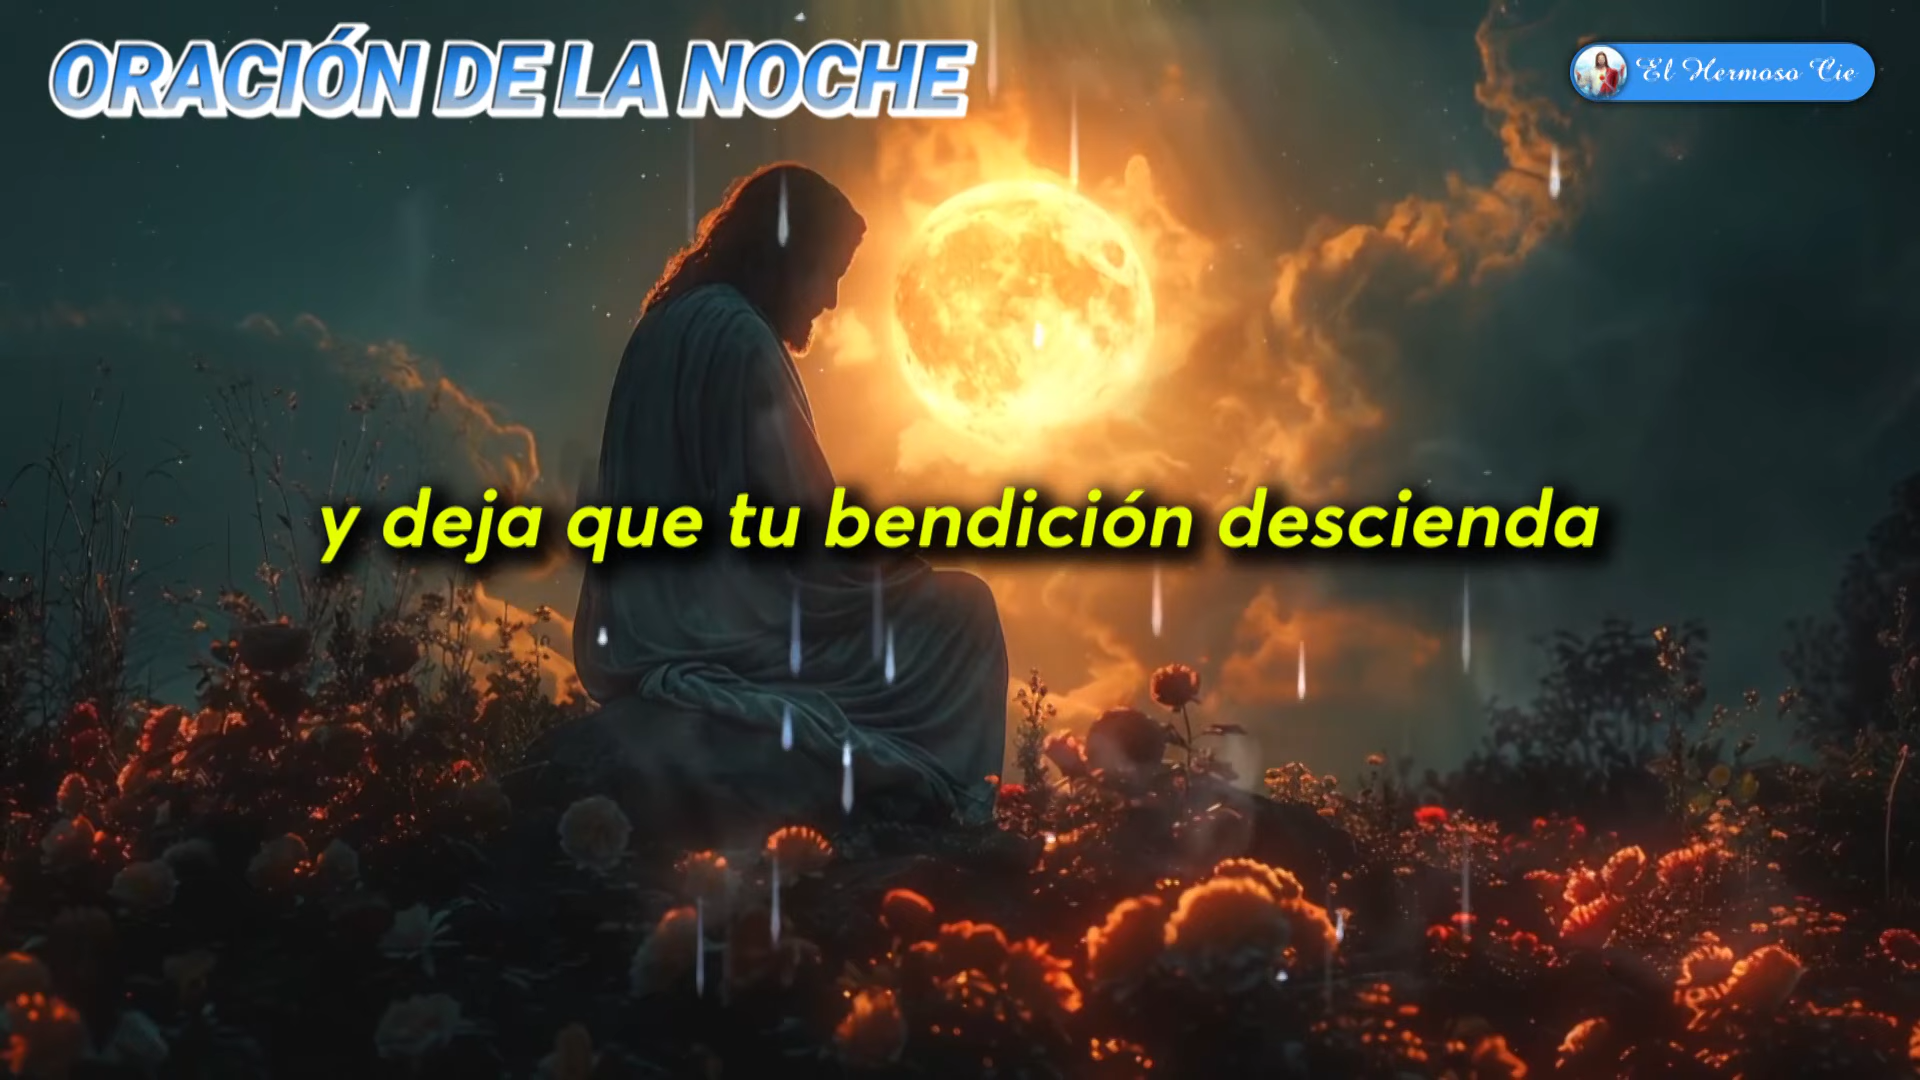 ORACIÓN DE LA NOCHE
El Hermoso Cie
y deja que tu bendición descienda